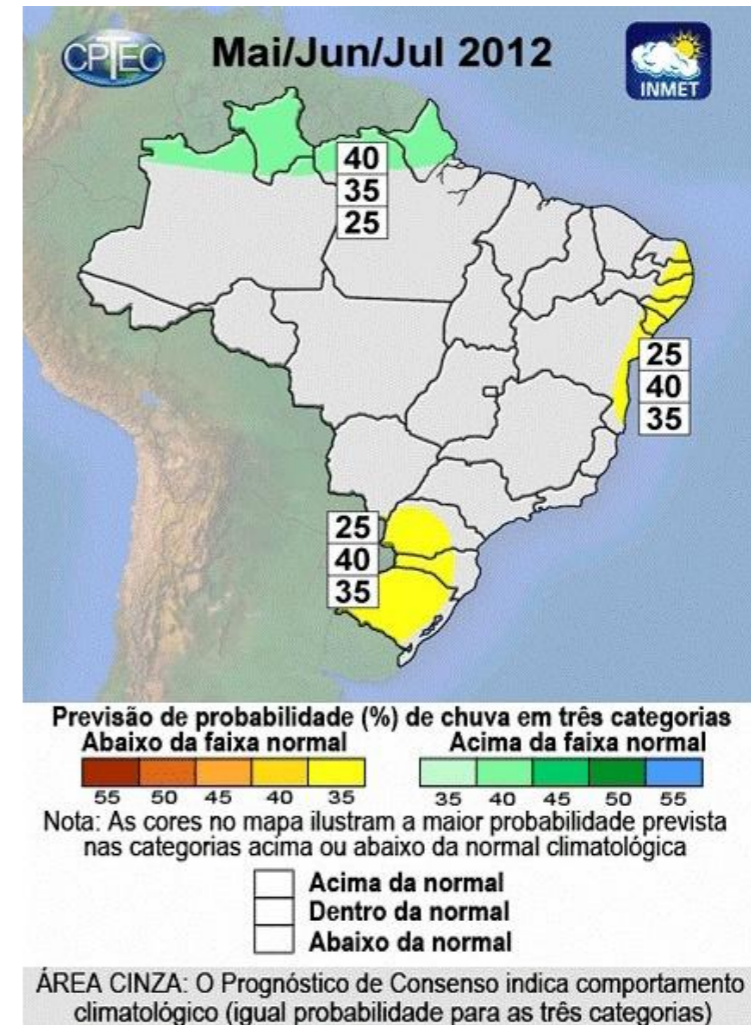 CPTEC
Mai/Jun/Jul 2012
INMET
40
35
25
25
40
35
25
40
35
Previsão de probabilidade (%) de chuva em três categorias
Abaixo da faixa normal Acima da faixa normal
55 50 45 40 35 35 40 45 50 55
Nota: As cores no mapa ilustram a maior probabilidade prevista
nas categorias acima ou abaixo da normal climatológica
Acima da normal
Dentro da normal
Abaixo da normal
ÁREA CINZA: O Prognóstico de Consenso indica comportamento
climatológico (igual probabilidade para as três categorias)